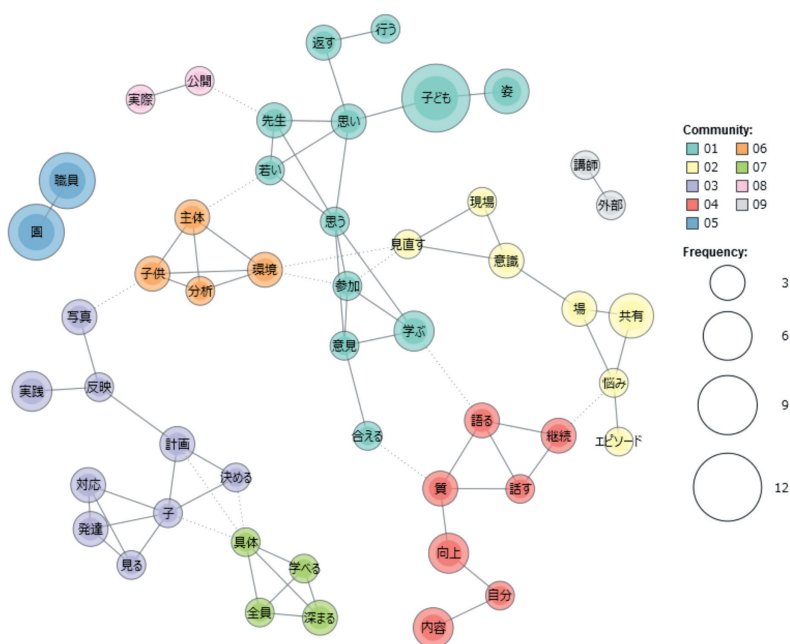 行う
返す
子ども
姿
公開
実際
先生
思い
若い
職員
園
主体
思う
現場
見直す
意識
子供
環境
分析
参加
講師
外部
写真
意見
学ぶ
場
共有
実践
反映
悩み
語る
継続
エピソード
合える
計画
決める
対応
子
発達
見る
質
話す
具体
学べる
全員
深まる
向上
自分
内容
Community:
01 06
02 07
03 08
04 09
05
Frequency:
3
6
9
12